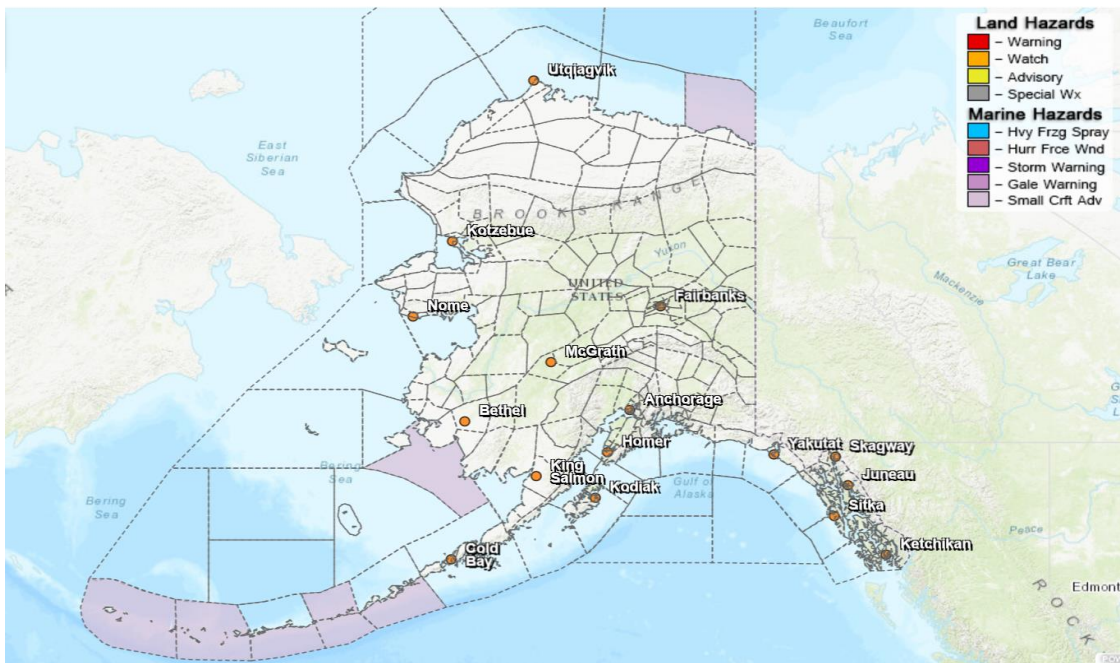 Beaufort
Sea
Land Hazards
– Warning
– Watch
– Advisory
– Special Wx
Marine Hazards
– Hvy Frzg Spray
– Hurr Frce Wnd
– Storm Warning
– Gale Warning
– Small Crft Adv
Utqiagvik
East
Siberian
Sea
BROOKS RANGE
Kotzebue
Yukon
Great Bear
Lake
Mackenzie
UNITED
STATES
Fairbanks
Nome
McGrath
Anchorage
Bethel
Homer
Yakutat
Skagway
King
Salmon
Bering
Sea
Juneau
Kodiak
Gulf of
Alaska
Bering
Sea
Sitka
Peace
Cold
Bay
Ketchikan
Edmont
ROCK